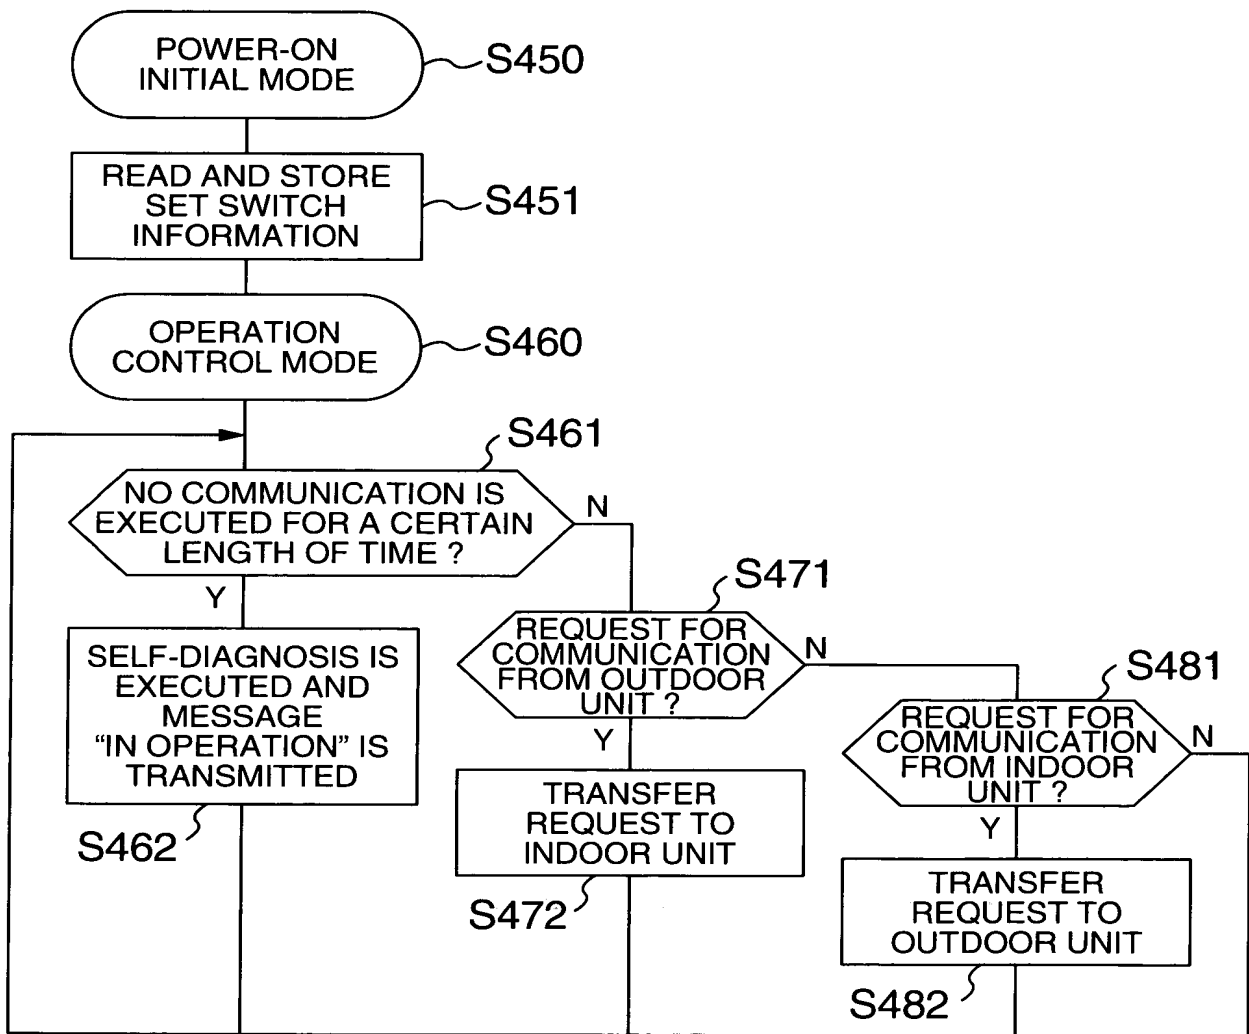 POWER-ON
INITIAL MODE
S450
READ AND STORE
SET SWITCH
INFORMATION
S451
OPERATION
CONTROL MODE
S460
S461
NO COMMUNICATION IS
EXECUTED FOR A CERTAIN
LENGTH OF TIME ?
N
Y
SELF-DIAGNOSIS IS
EXECUTED AND
MESSAGE
“IN OPERATION” IS
TRANSMITTED
S462
S471
REQUEST FOR
COMMUNICATION
FROM OUTDOOR
UNIT ?
N
Y
TRANSFER
REQUEST TO
INDOOR UNIT
S472
S481
REQUEST FOR
COMMUNICATION
FROM INDOOR
UNIT ?
N
Y
TRANSFER
REQUEST TO
OUTDOOR UNIT
S482